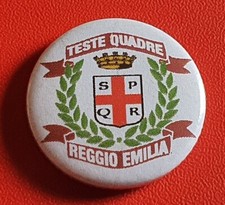 TESTE QUADRE
S P
Q R
REGGIO EMILIA